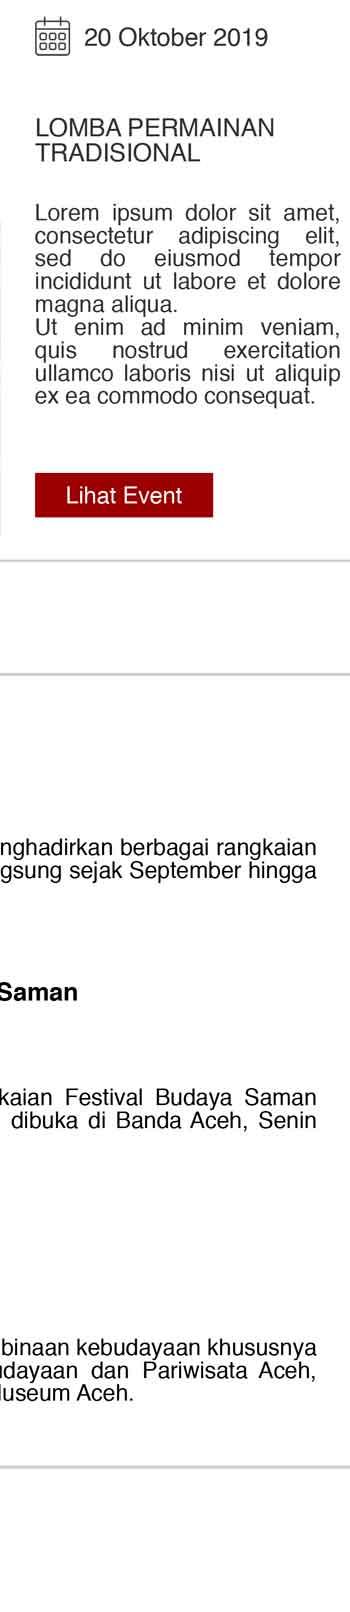 20 Oktober 2019
LOMBA PERMAINAN
TRADISIONAL
Lorem ipsum dolor sit amet,
consectetur adipiscing elit,
sed do eiusmod tempor
incididunt ut labore et dolore
magna aliqua.
Ut enim ad minim veniam,
quis nostrud exercitation
ullamco laboris nisi ut aliquip
ex ea commodo consequat.
Lihat Event
nghadirkan berbagai rangkaian
gsung sejak September hingga
Saman
kaian Festival Budaya Saman
dibuka di Banda Aceh, Senin
binaan kebudayaan khususnya
udayaan dan Pariwisata Aceh,
useum Aceh.